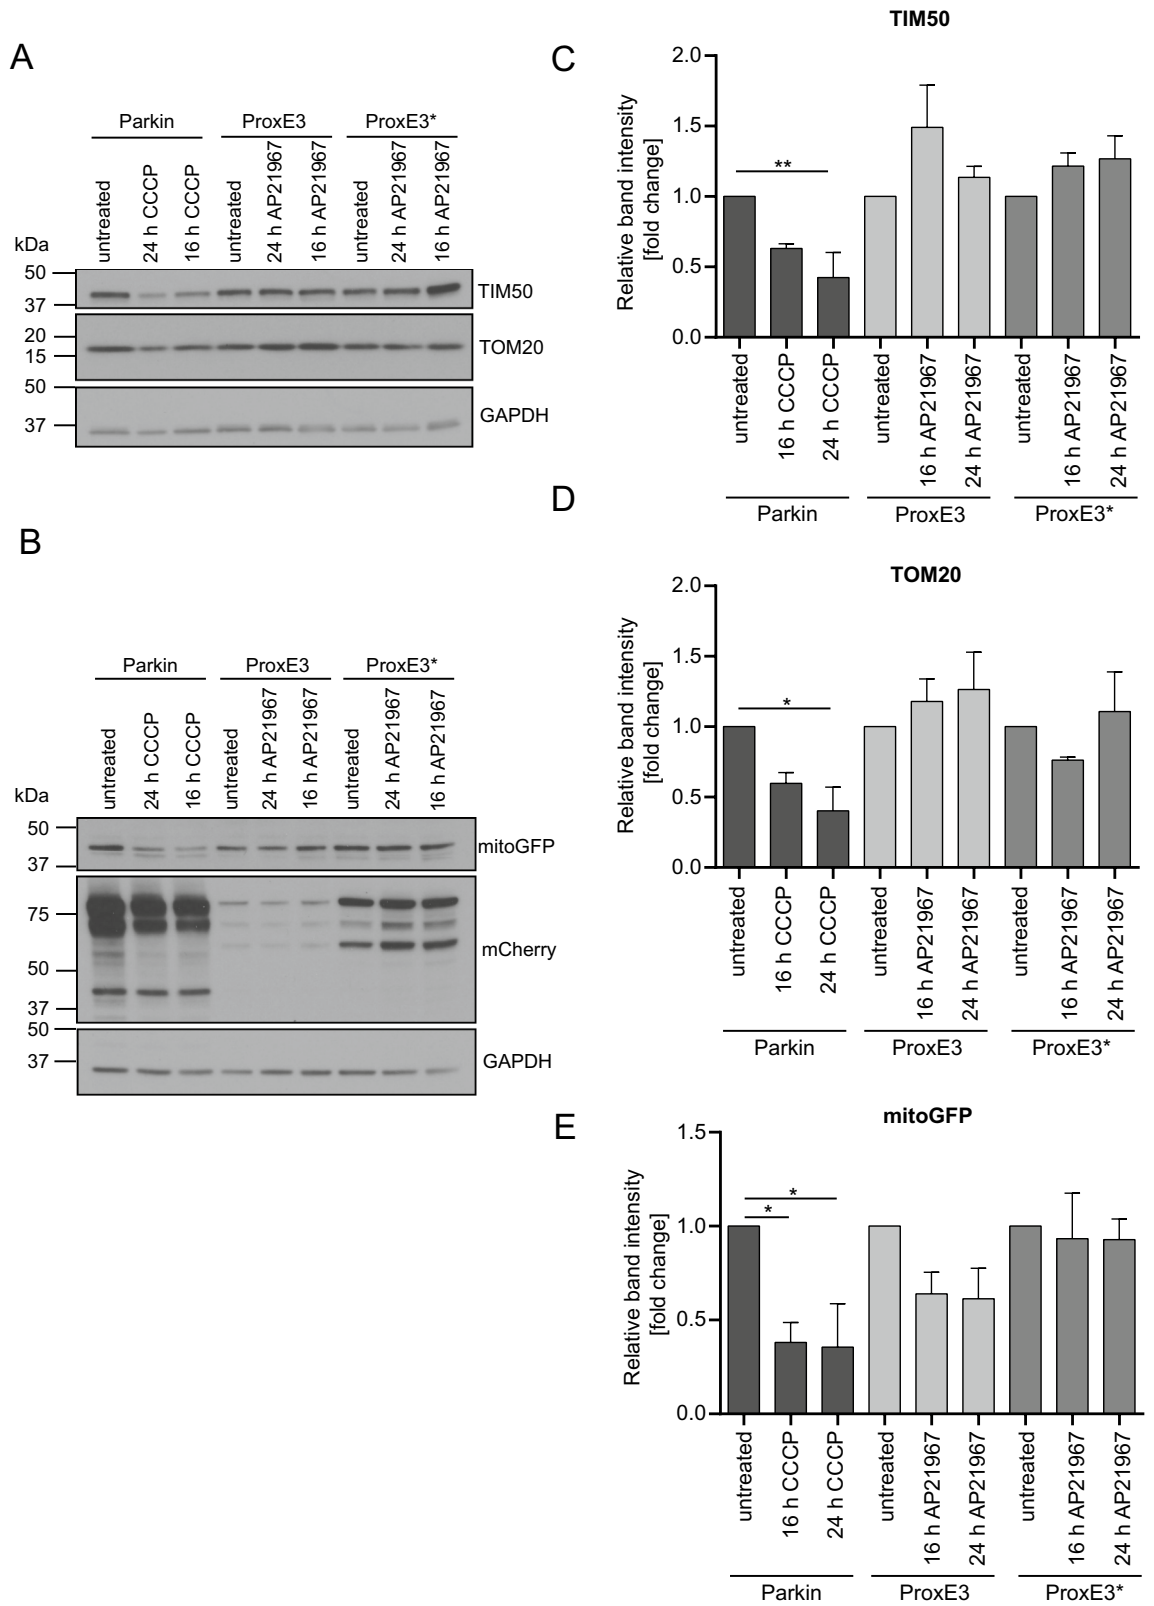 A
Parkin
ProxE3
ProxE3*
untreated
24 h CCCP
16 h CCCP
untreated
24 h AP21967
16 h AP21967
untreated
24 h AP21967
16 h AP21967
kDa
50
37
TIM50
20
15
TOM20
50
37
GAPDH
B
Parkin
ProxE3
ProxE3*
untreated
24 h CCCP
16 h CCCP
untreated
24 h AP21967
16 h AP21967
untreated
24 h AP21967
16 h AP21967
kDa
50
37
mitoGFP
75
50
37
mCherry
50
37
GAPDH
C
TIM50
Relative band intensity
[fold change]
2.0
1.5
1.0
0.5
0.0
**
untreated
16 h CCCP
24 h CCCP
untreated
16 h AP21967
24 h AP21967
untreated
16 h AP21967
24 h AP21967
Parkin
ProxE3
ProxE3*
D
TOM20
Relative band intensity
[fold change]
2.0
1.5
1.0
0.5
0.0
*
untreated
16 h CCCP
24 h CCCP
untreated
16 h AP21967
24 h AP21967
untreated
16 h AP21967
24 h AP21967
Parkin
ProxE3
ProxE3*
E
mitoGFP
Relative band intensity
[fold change]
1.5
1.0
0.5
0.0
*
*
untreated
16 h CCCP
24 h CCCP
untreated
16 h AP21967
24 h AP21967
untreated
16 h AP21967
24 h AP21967
Parkin
ProxE3
ProxE3*